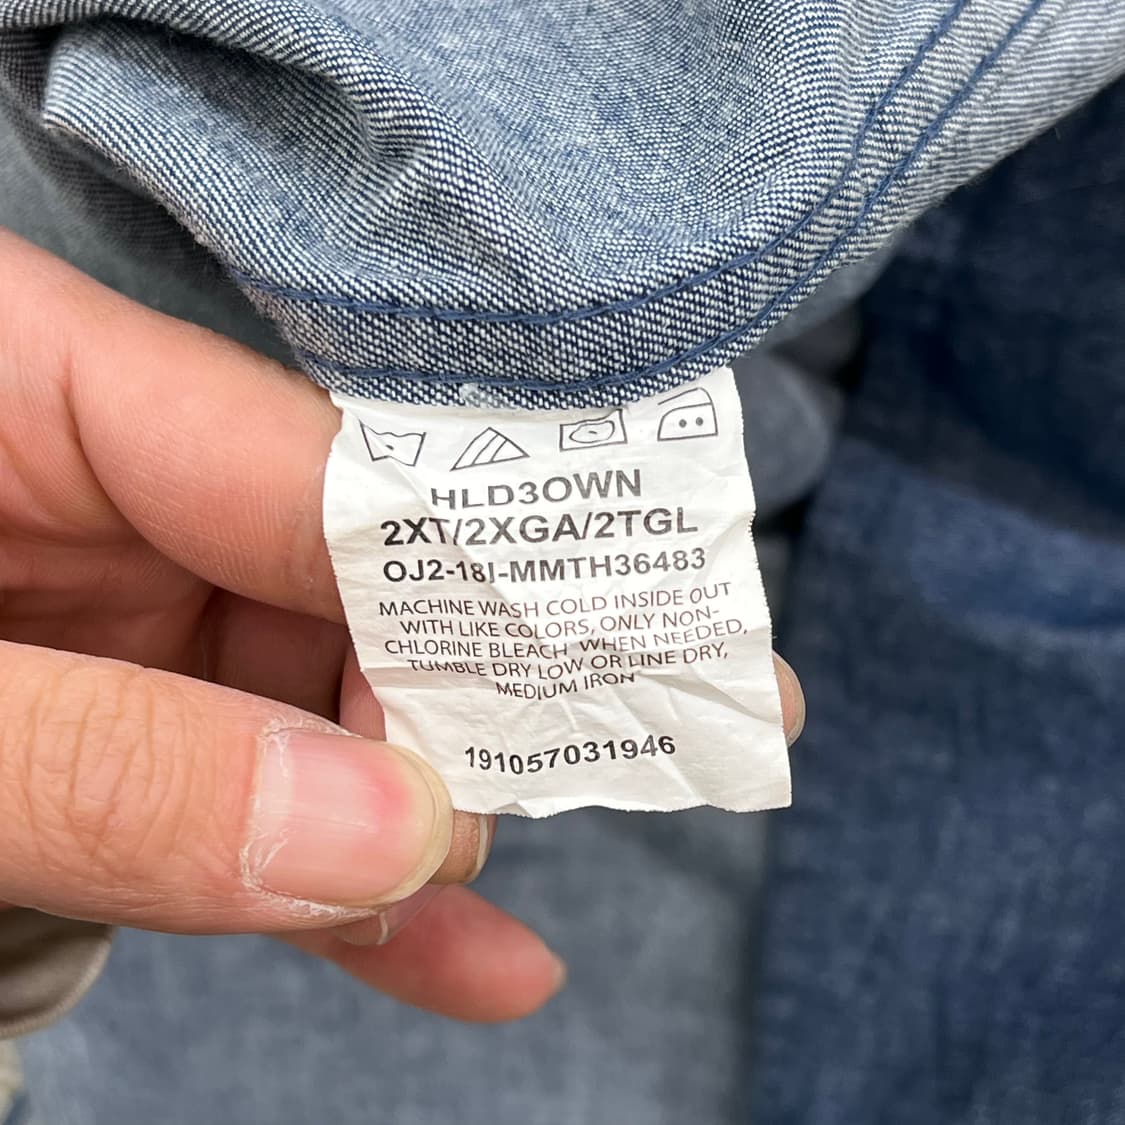 HLD3OWN
2XT/2XGA/2TGL
OJ2-18J-MMTH36483
MACHINE WASH COLD INSIDE OUT
WITH LIKE COLORS, ONLY NON-
CHLORINE BLEACH WHEN NEEDED,
TUMBLE DRY LOW OR LINE DRY,
MEDIUM IRON
191057031946